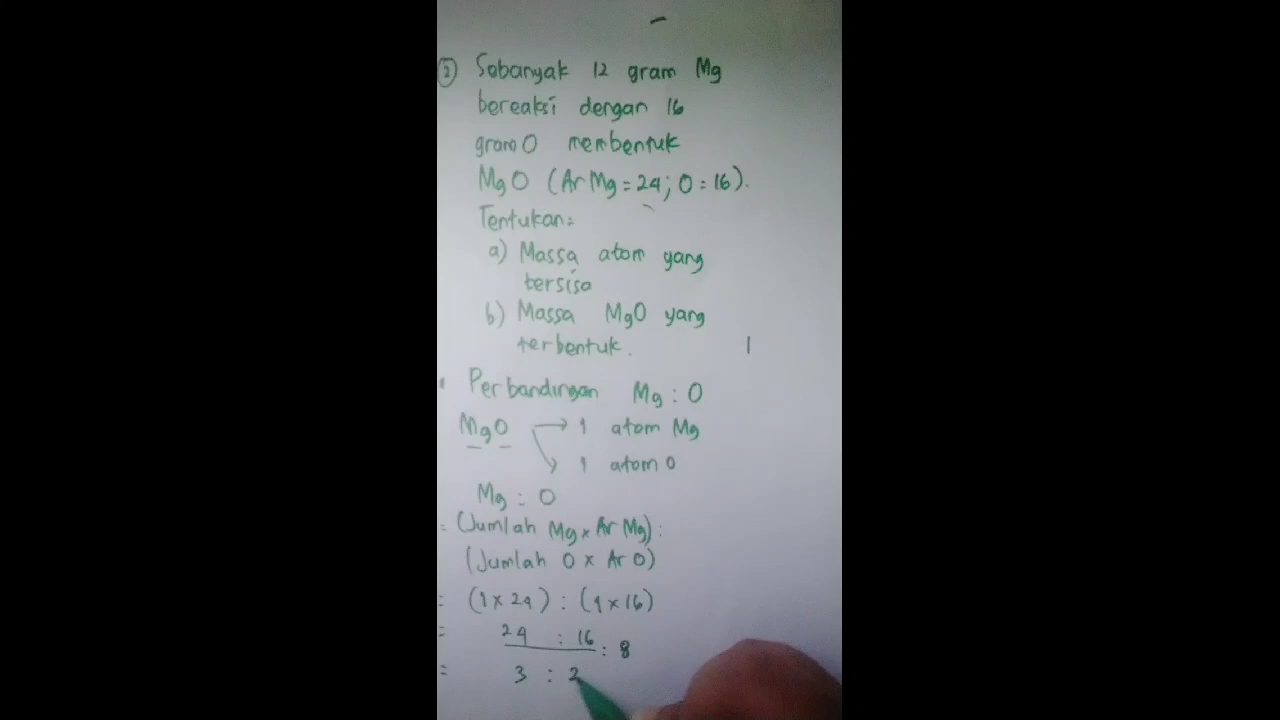 ② Sebanyak 12 gram Mg
bereaksi dengan 16
gram O membentuk
MgO (Ar Mg = 24; O = 16).
Tentukan:
a) Massa atom yang
tersisa
b) Massa MgO yang
terbentuk.
Perbandingan Mg : O
MgO → 1 atom Mg
1 atom O
Mg : O
= (Jumlah Mg × Ar Mg) :
(Jumlah O × Ar O)
= (1 × 24) : (1 × 16)
= 24 : 16 : 8
= 3 : 2